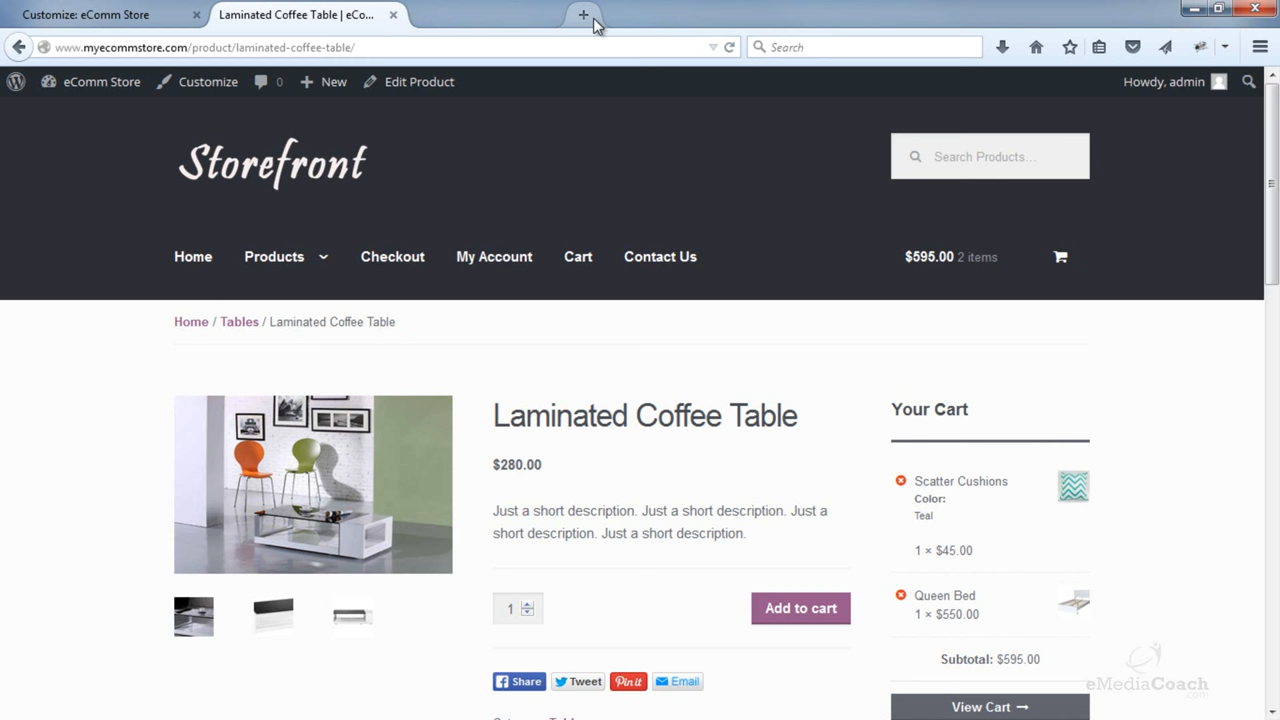 Customize: eComm Store
Laminated Coffee Table | eCo...
www.myecommstore.com/product/laminated-coffee-table/
Search
eComm Store
Customize
0
New
Edit Product
Howdy, admin
Storefront
Search Products...
Home
Products
Checkout
My Account
Cart
Contact Us
$595.00 2 items
Home / Tables / Laminated Coffee Table
Laminated Coffee Table
$280.00
Just a short description. Just a short description. Just a
short description. Just a short description.
1
Add to cart
Share
Tweet
Pin it
Email
Your Cart
Scatter Cushions
Color:
Teal
1 × $45.00
Queen Bed
1 × $550.00
Subtotal: $595.00
View Cart
eMediaCoach
.com